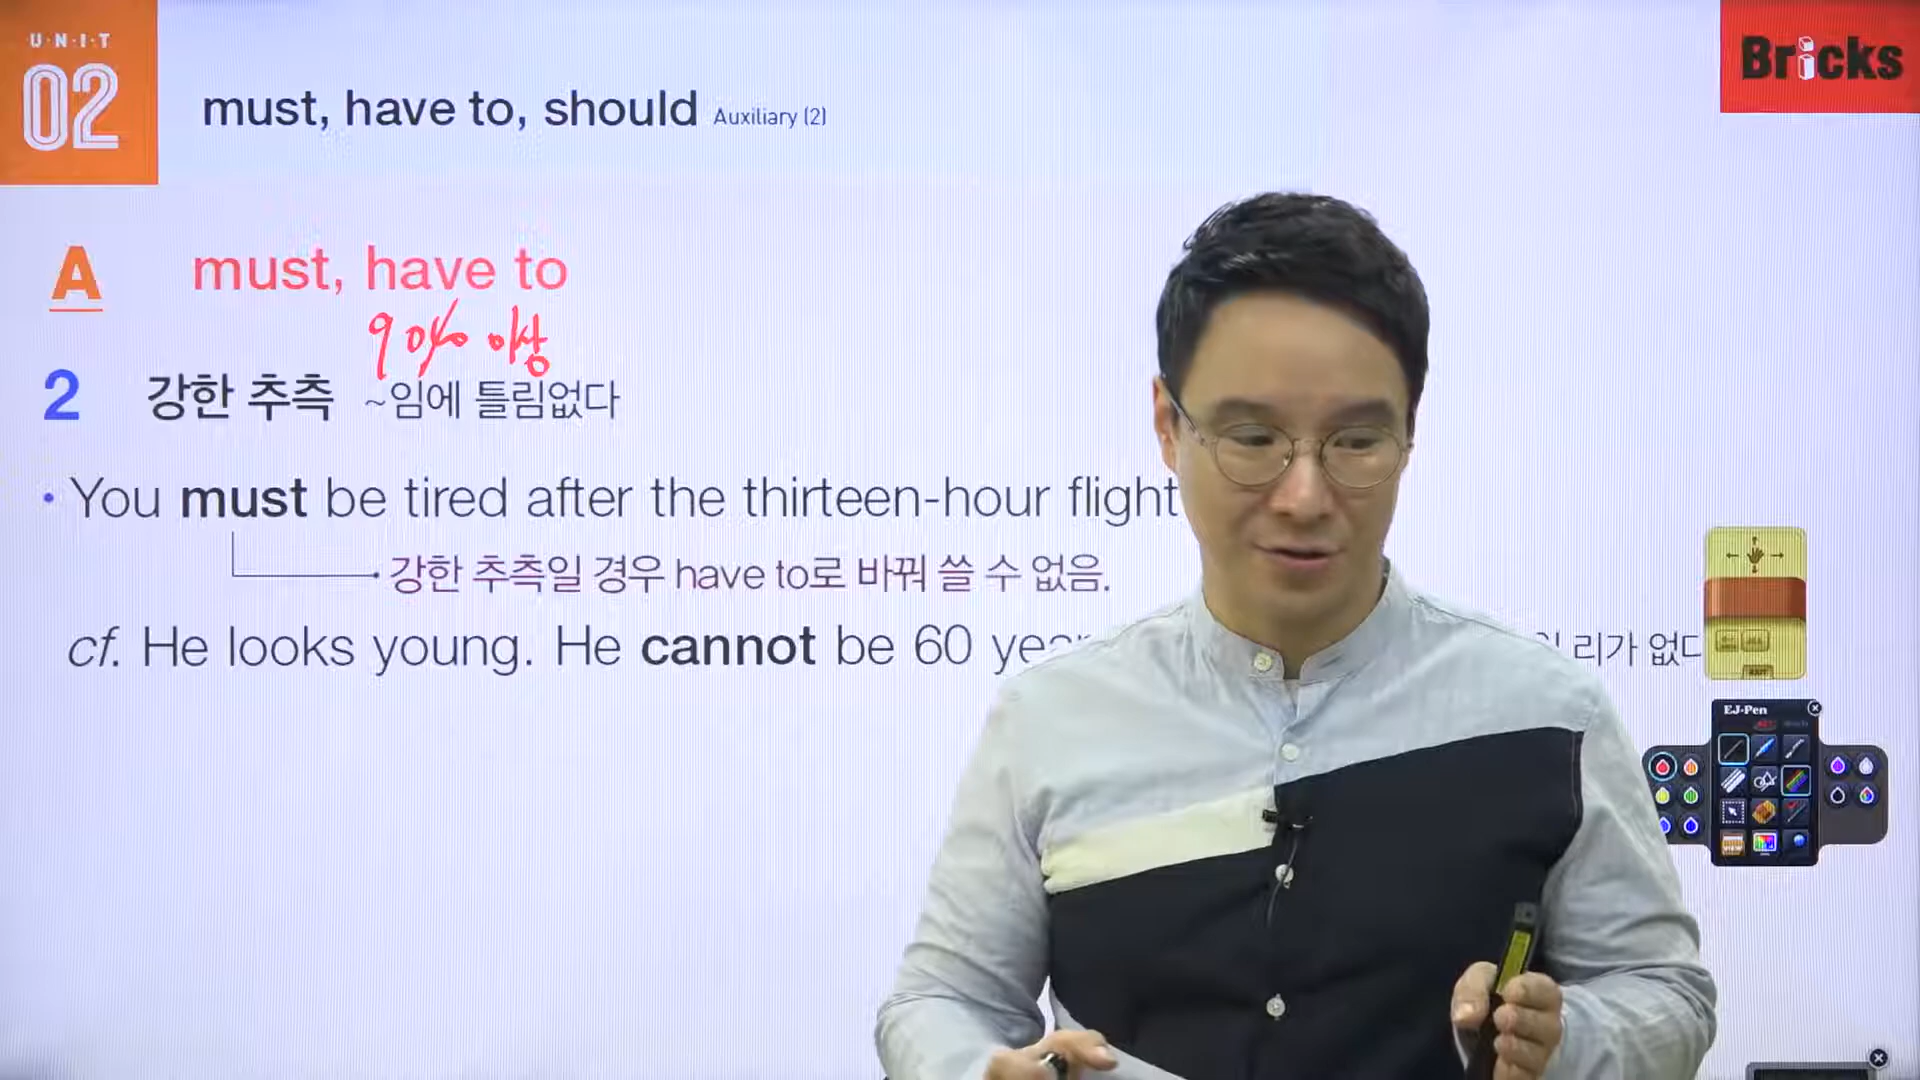 U·N·I·T
02
must, have to, should Auxiliary (2)
Bricks
A must, have to
90% 이상
2 강한 추측 ~임에 틀림없다
• You must be tired after the thirteen-hour flight
강한 추측일 경우 have to로 바꿔 쓸 수 없음.
cf. He looks young. He cannot be 60 리가 없다
EJ-Pen
VIEW
EXIT